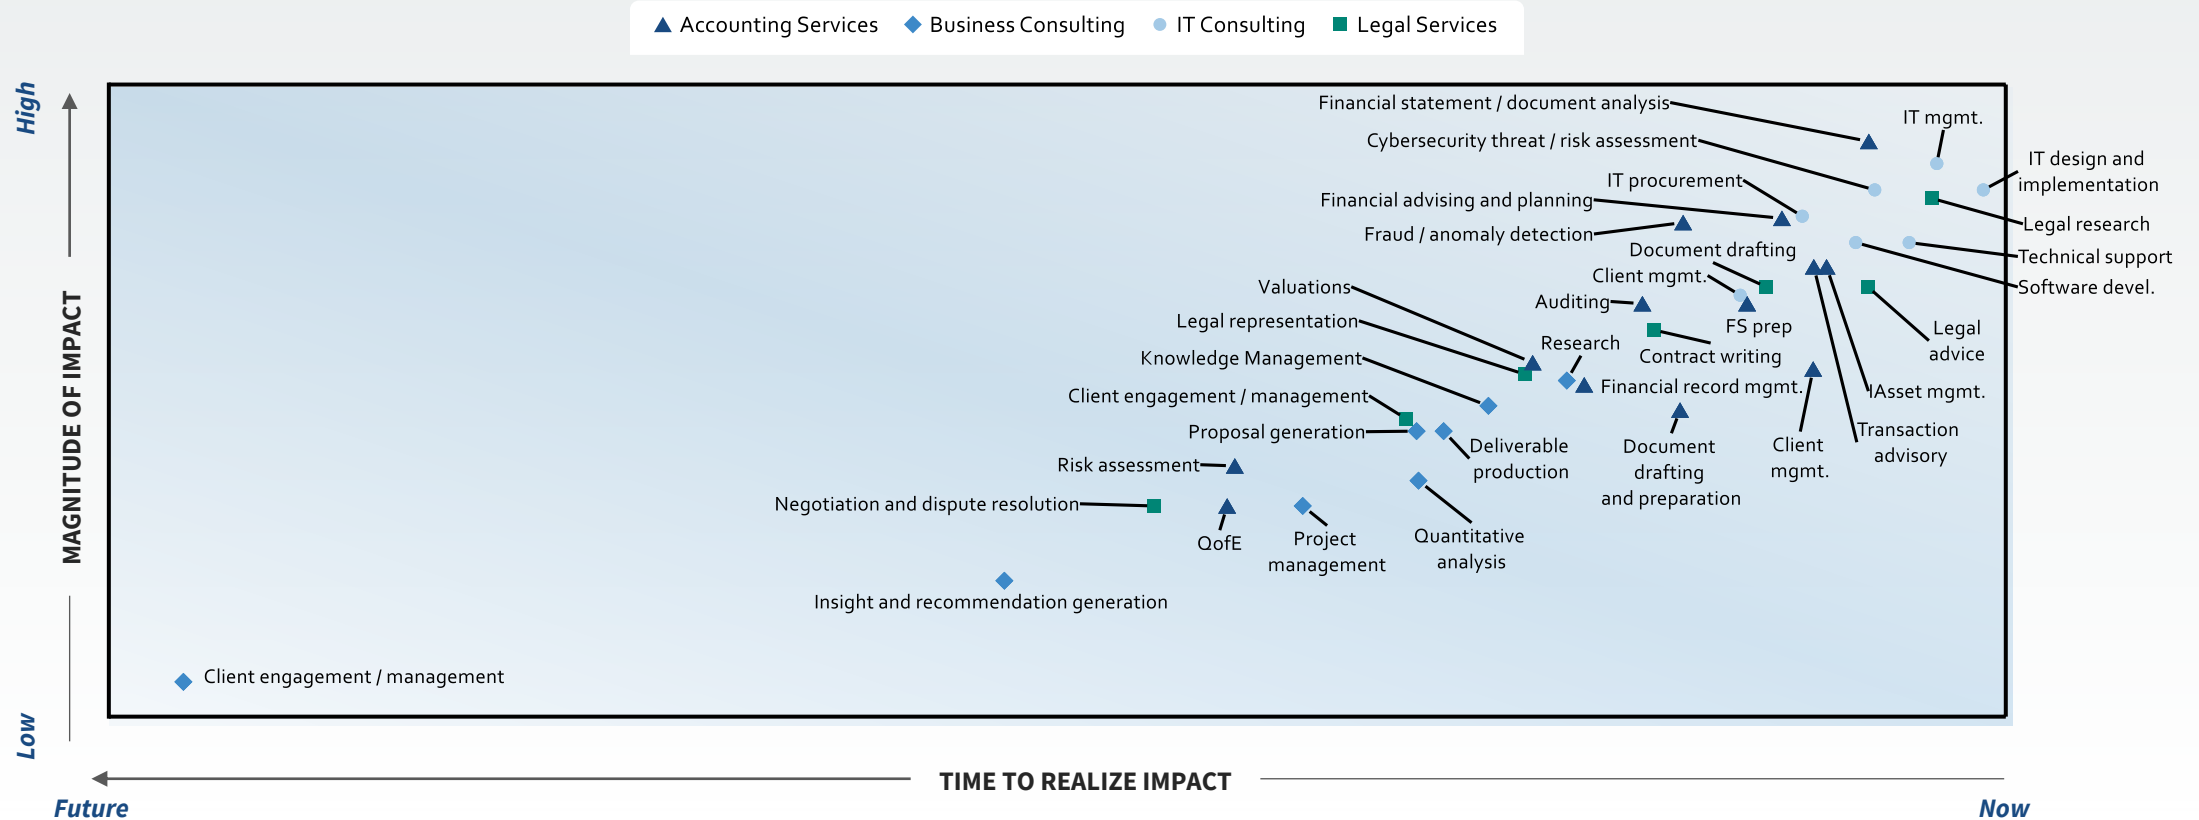 Accounting Services
Business Consulting
IT Consulting
Legal Services
High
MAGNITUDE OF IMPACT
Low
Financial statement / document analysis
IT mgmt.
Cybersecurity threat / risk assessment
IT design and
implementation
IT procurement
Financial advising and planning
Legal research
Fraud / anomaly detection
Document drafting
Technical support
Client mgmt.
Software devel.
Valuations
Auditing
Legal representation
FS prep
Legal
advice
Research
Contract writing
Knowledge Management
Financial record mgmt.
IAsset mgmt.
Client engagement / management
Proposal generation
Transaction
advisory
Deliverable
production
Document
drafting
and preparation
Client
mgmt.
Risk assessment
Negotiation and dispute resolution
QofE
Project
management
Quantitative
analysis
Insight and recommendation generation
Client engagement / management
TIME TO REALIZE IMPACT
Future
Now